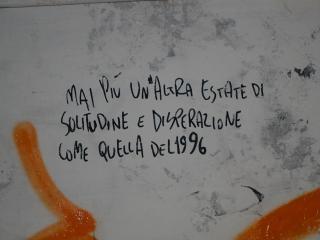 MAI PIÙ UN'ALTRA ESTATE DI
SOLITUDINE E DISPERAZIONE
COME QUELLA DEL 1996